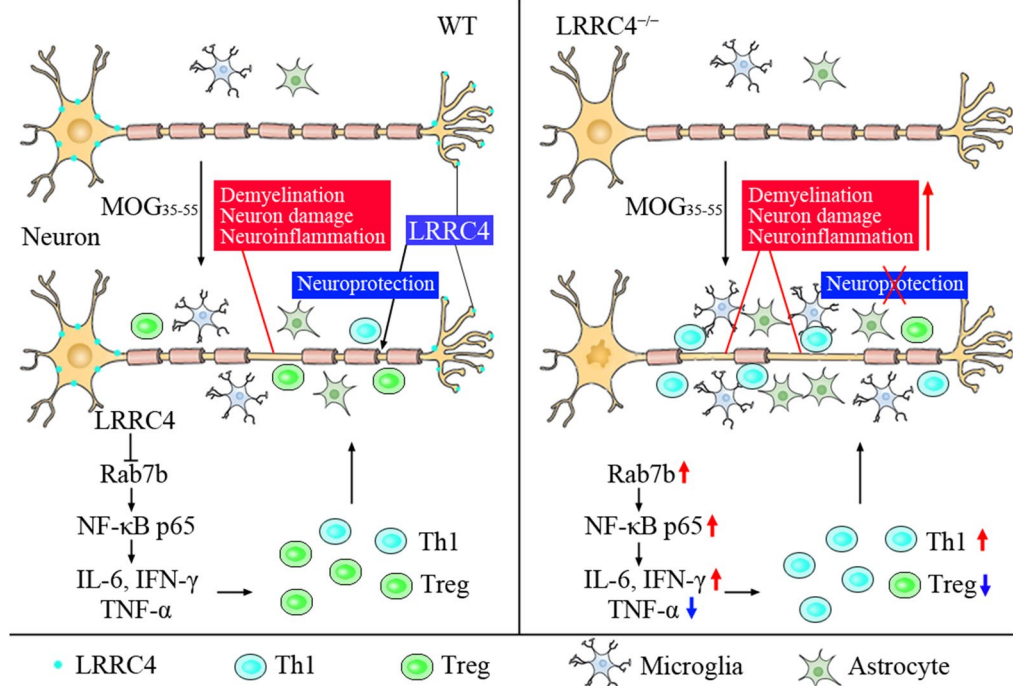 WT
MOG35-55
Demyelination
Neuron damage
Neuroinflammation
LRRC4
Neuron
Neuroprotection
LRRC4
Rab7b
NF-κB p65
IL-6, IFN-γ
TNF-α
Th1
Treg
LRRC4−/−
MOG35-55
Demyelination
Neuron damage
Neuroinflammation
Neuroprotection
Rab7b
NF-κB p65
IL-6, IFN-γ
TNF-α
Th1
Treg
LRRC4
Th1
Treg
Microglia
Astrocyte